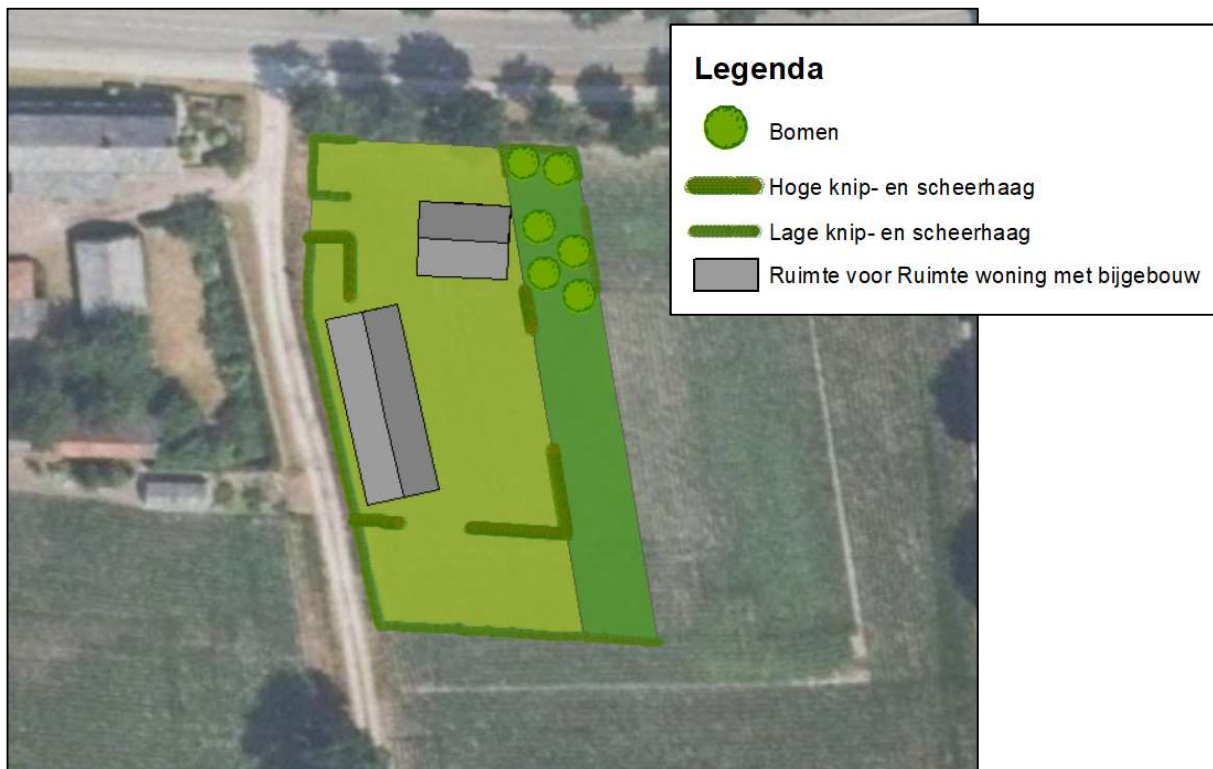 Legenda
Bomen
Hoge knip- en scheerhaag
Lage knip- en scheerhaag
Ruimte voor Ruimte woning met bijgebouw